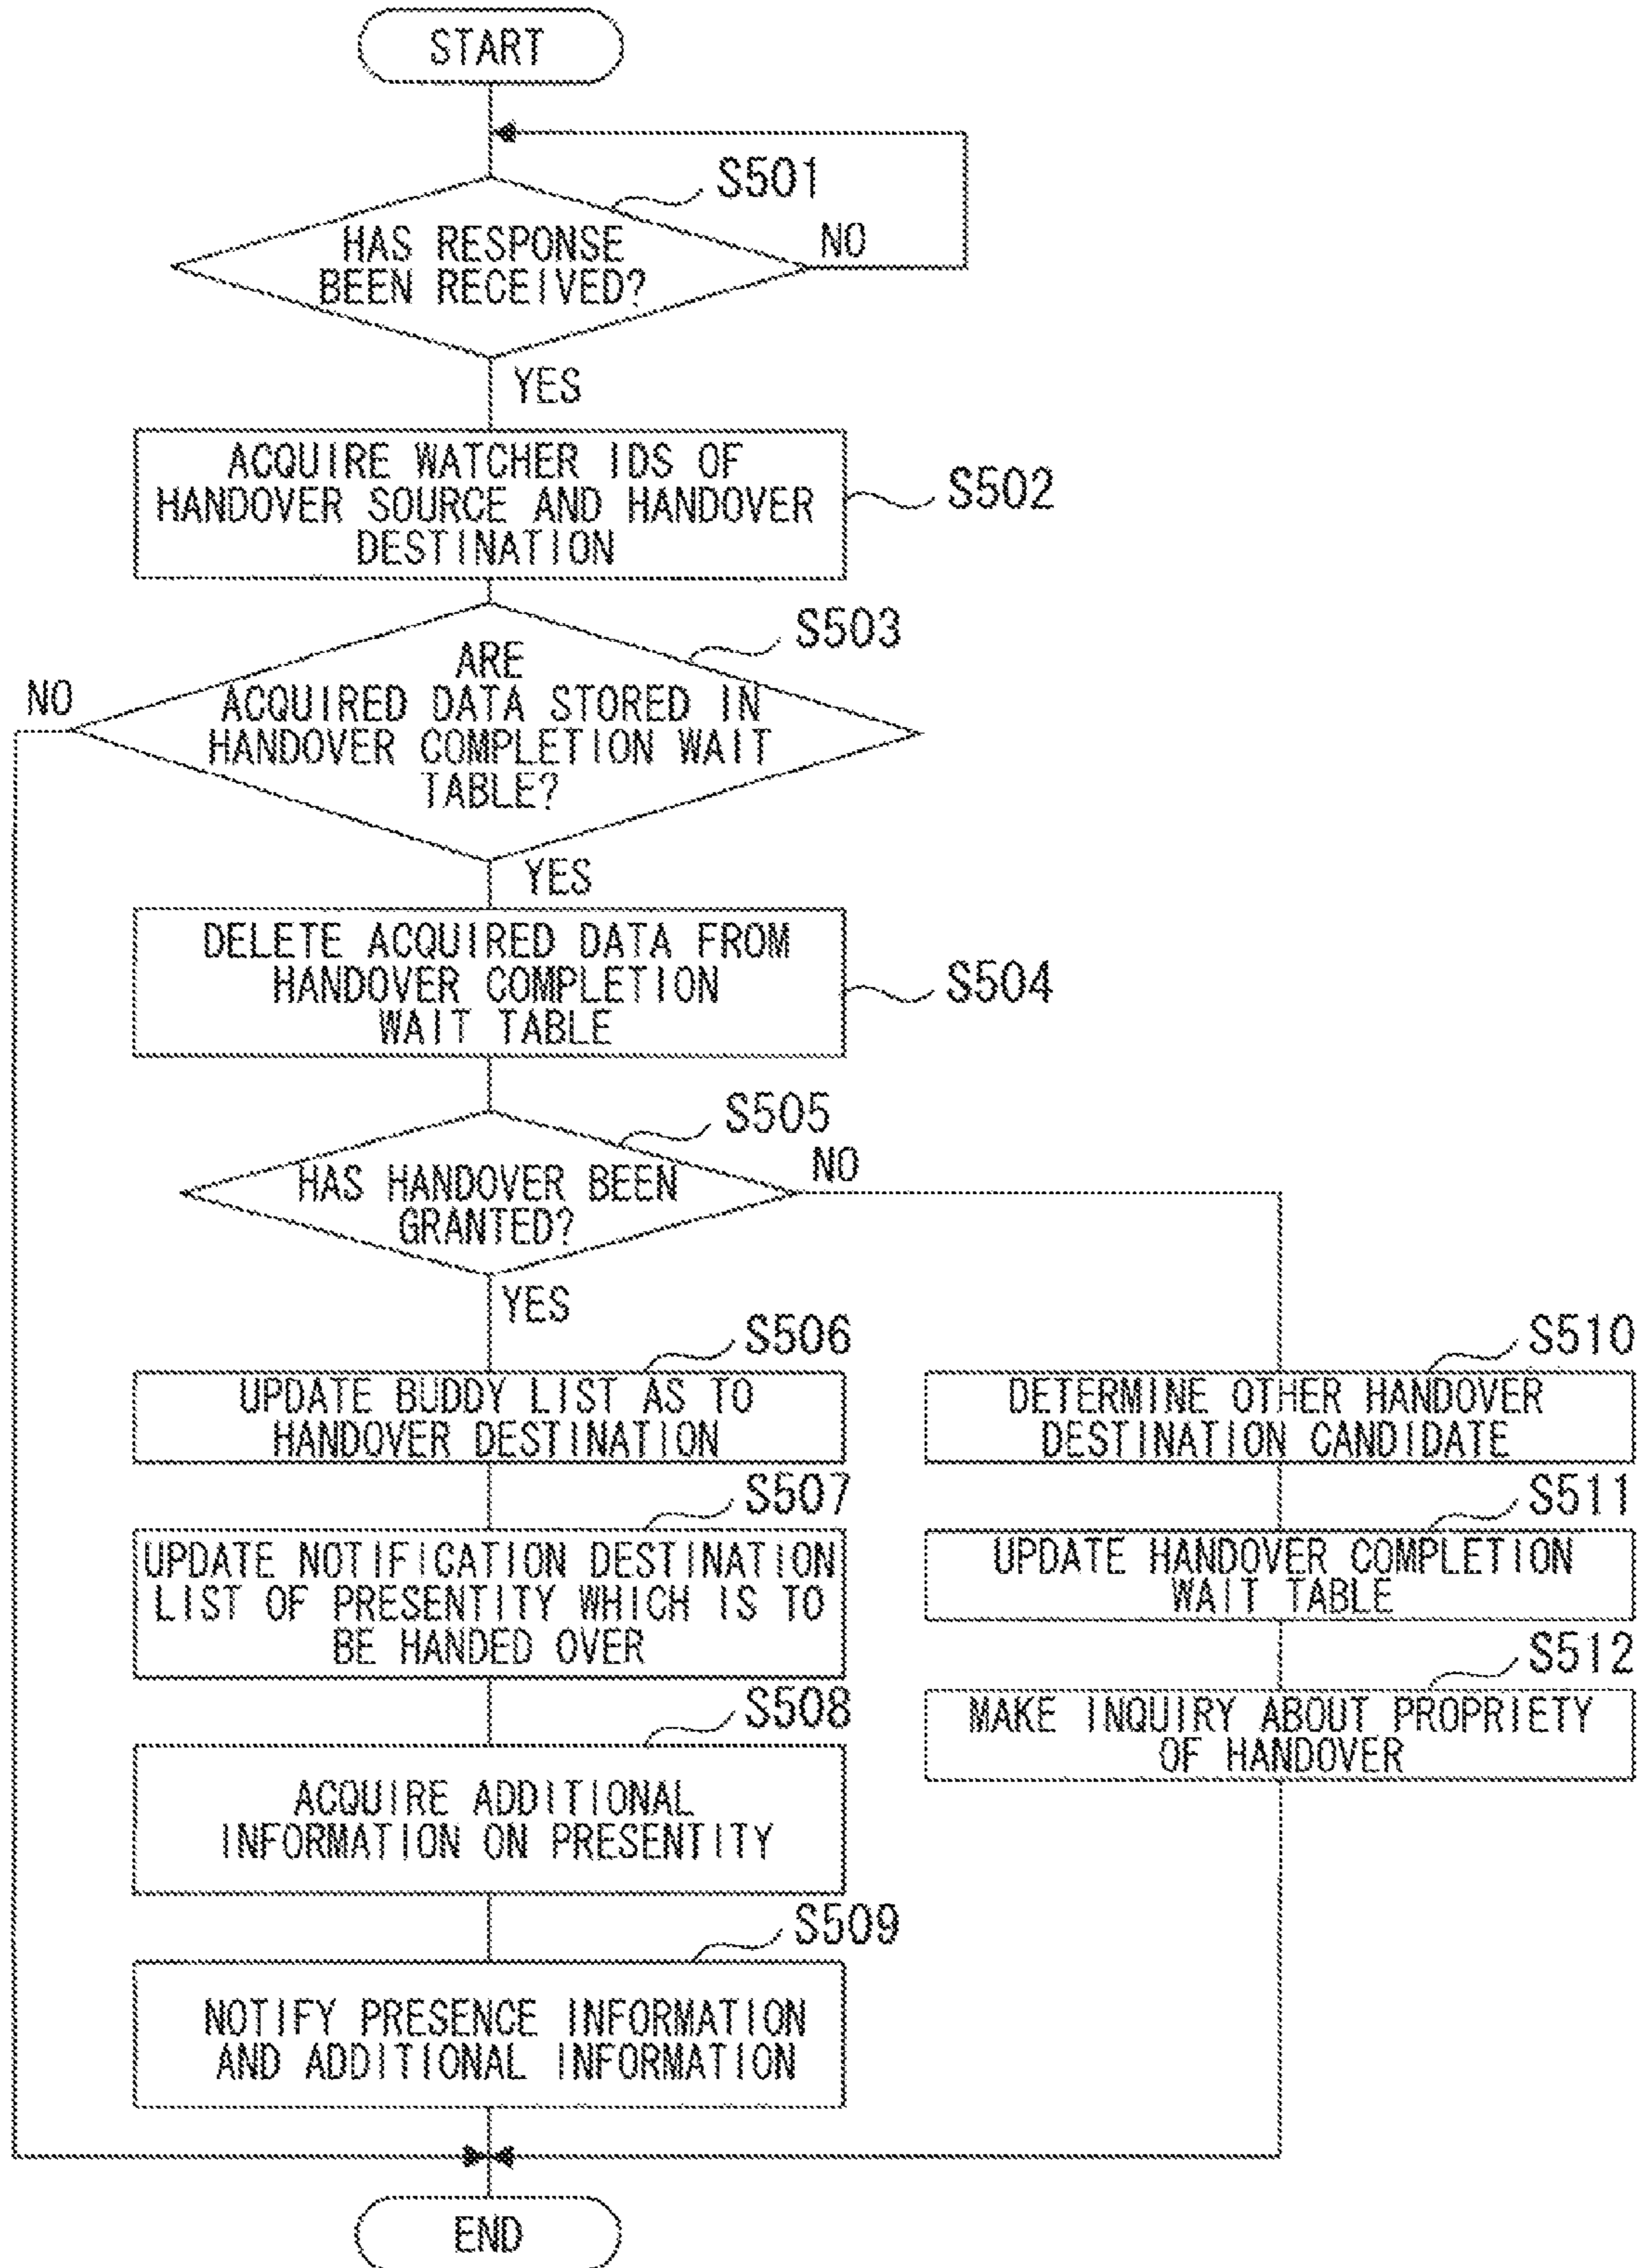 START
S501
HAS RESPONSE
BEEN RECEIVED?
NO
YES
ACQUIRE WATCHER IDS OF
HANDOVER SOURCE AND HANDOVER
DESTINATION
S502
S503
ARE
ACQUIRED DATA STORED IN
HANDOVER COMPLETION WAIT
TABLE?
NO
YES
DELETE ACQUIRED DATA FROM
HANDOVER COMPLETION
WAIT TABLE
S504
S505
HAS HANDOVER BEEN
GRANTED?
NO
YES
S506
UPDATE BUDDY LIST AS TO
HANDOVER DESTINATION
S507
UPDATE NOTIFICATION DESTINATION
LIST OF PRESENTITY WHICH IS TO
BE HANDED OVER
S508
ACQUIRE ADDITIONAL
INFORMATION ON PRESENTITY
S509
NOTIFY PRESENCE INFORMATION
AND ADDITIONAL INFORMATION
S510
DETERMINE OTHER HANDOVER
DESTINATION CANDIDATE
S511
UPDATE HANDOVER COMPLETION
WAIT TABLE
S512
MAKE INQUIRY ABOUT PROPRIETY
OF HANDOVER
END